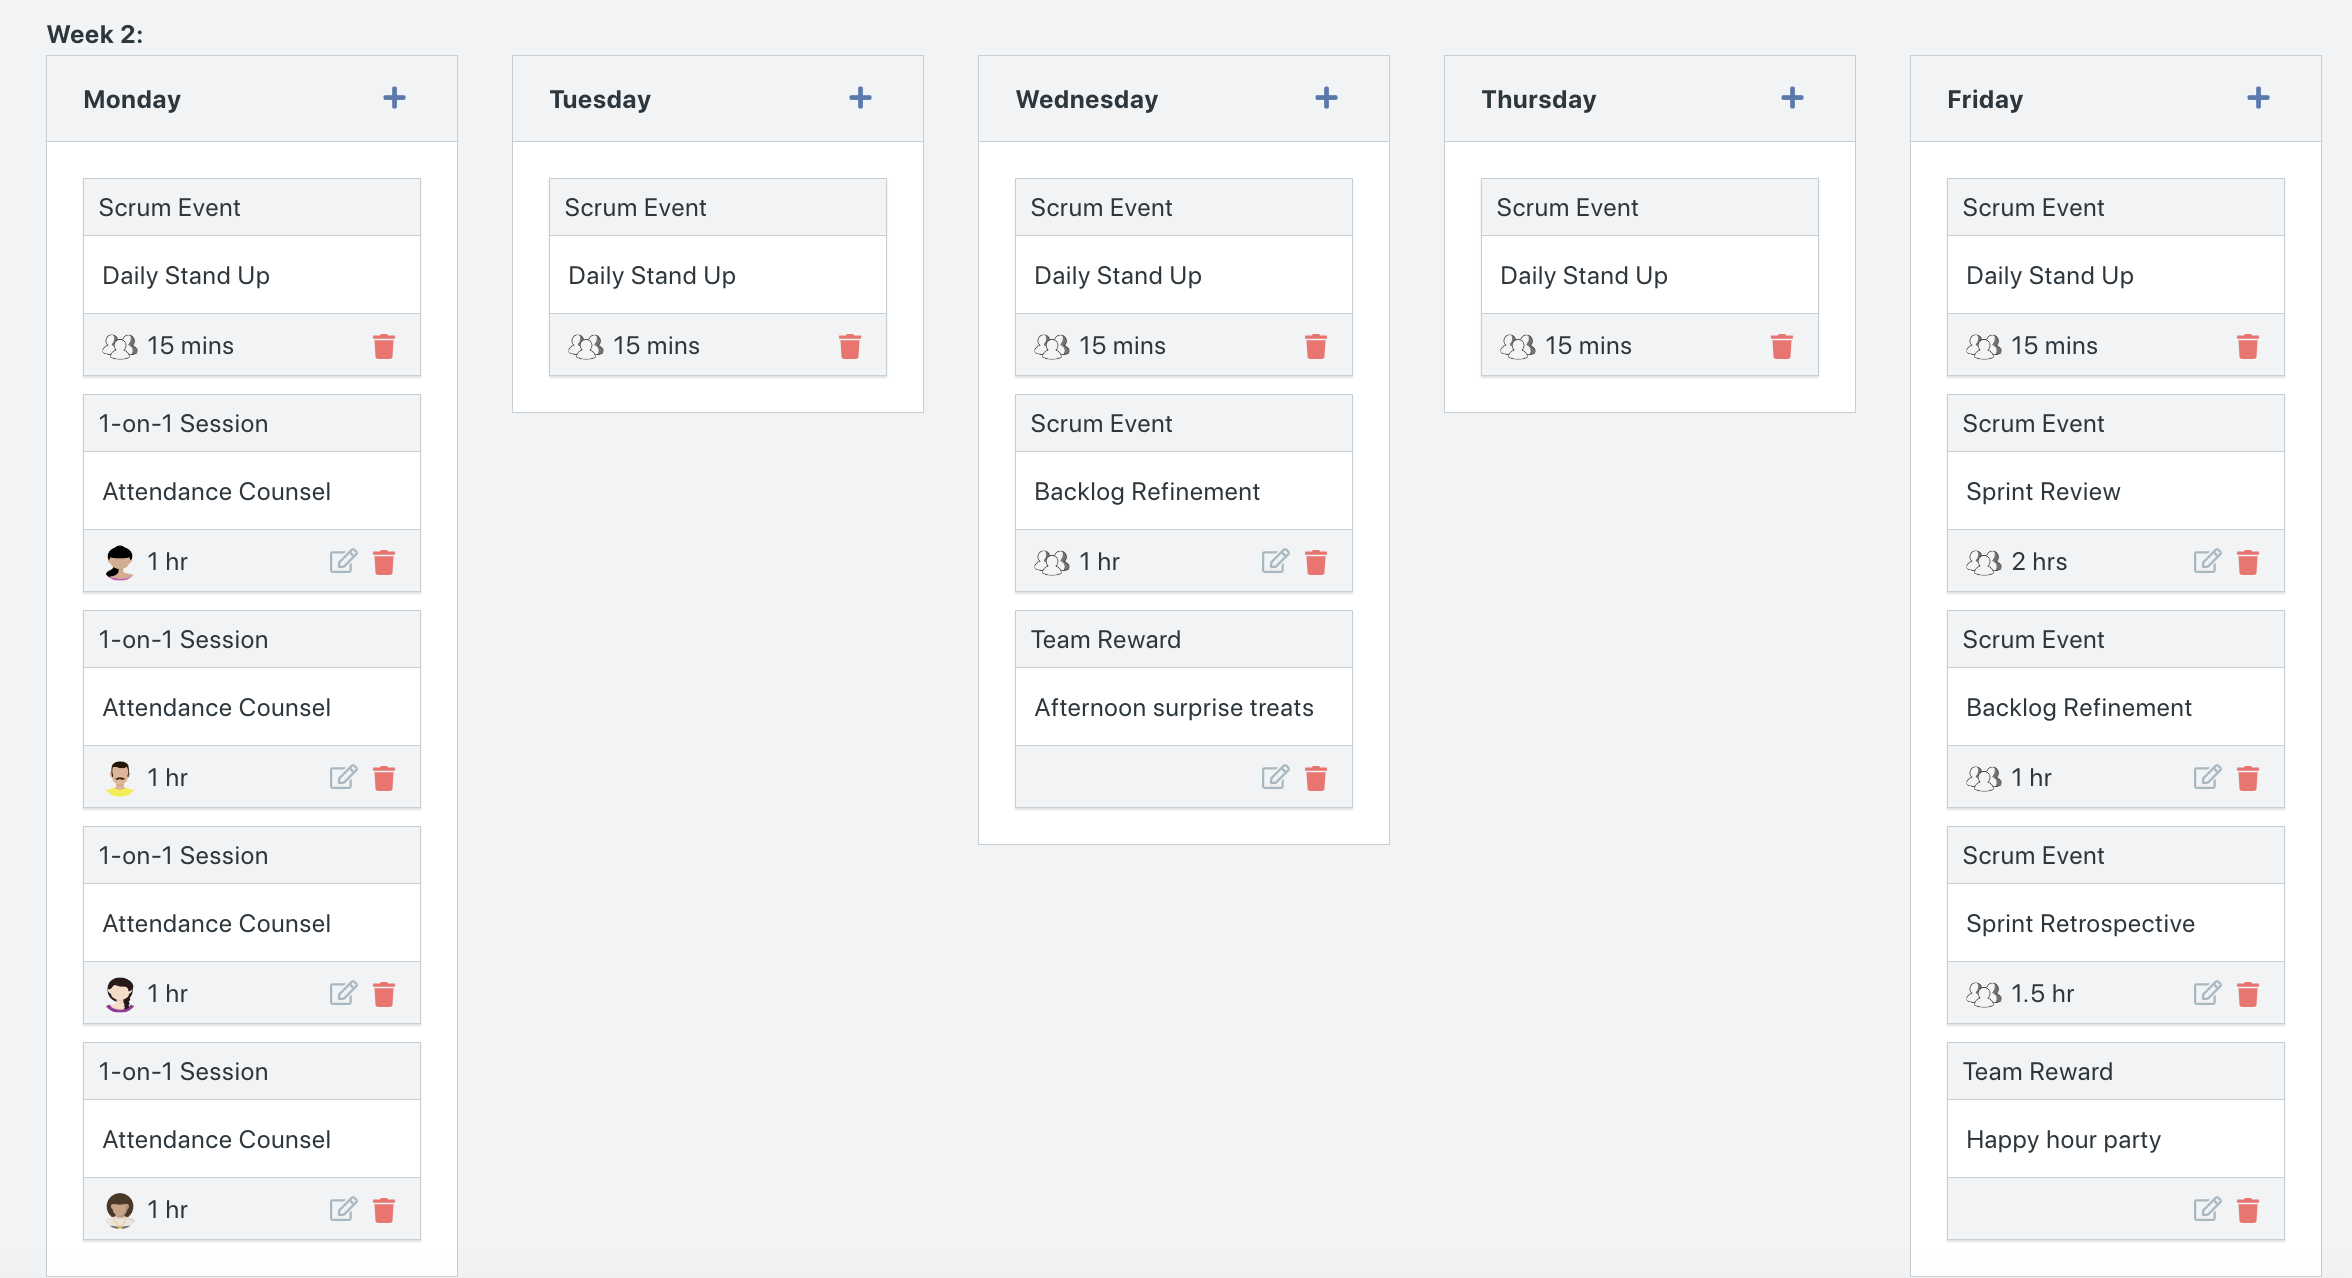 Week 2:
Monday
Scrum Event
Daily Stand Up
15 mins
1-on-1 Session
Attendance Counsel
1 hr
1-on-1 Session
Attendance Counsel
1 hr
1-on-1 Session
Attendance Counsel
1 hr
1-on-1 Session
Attendance Counsel
1 hr
Tuesday
Scrum Event
Daily Stand Up
15 mins
Wednesday
Scrum Event
Daily Stand Up
15 mins
Scrum Event
Backlog Refinement
1 hr
Team Reward
Afternoon surprise treats
Thursday
Scrum Event
Daily Stand Up
15 mins
Friday
Scrum Event
Daily Stand Up
15 mins
Scrum Event
Sprint Review
2 hrs
Scrum Event
Backlog Refinement
1 hr
Scrum Event
Sprint Retrospective
1.5 hr
Team Reward
Happy hour party